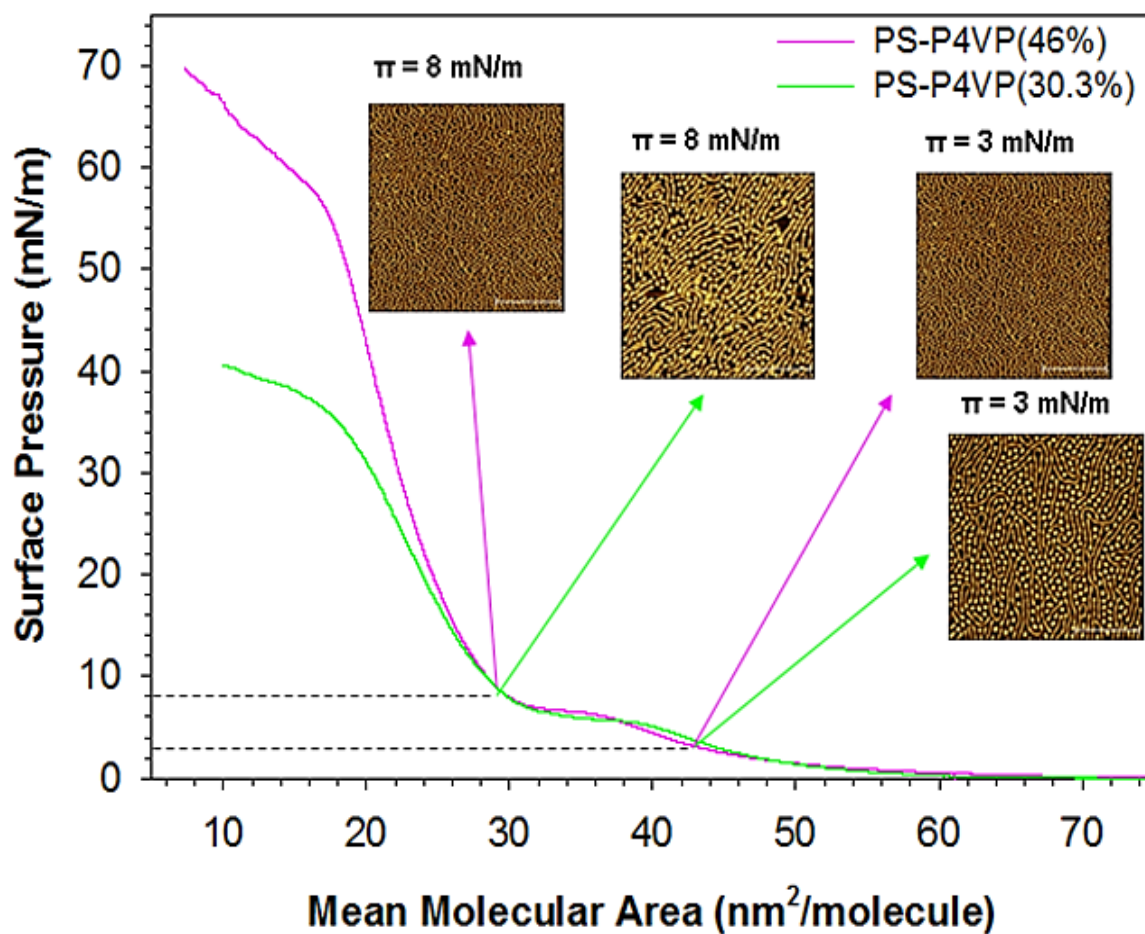 PS-P4VP(46%)
PS-P4VP(30.3%)
π = 8 mN/m
π = 8 mN/m
π = 3 mN/m
π = 3 mN/m
Surface Pressure (mN/m)
70
60
50
40
30
20
10
0
10 20 30 40 50 60 70
Mean Molecular Area (nm²/molecule)